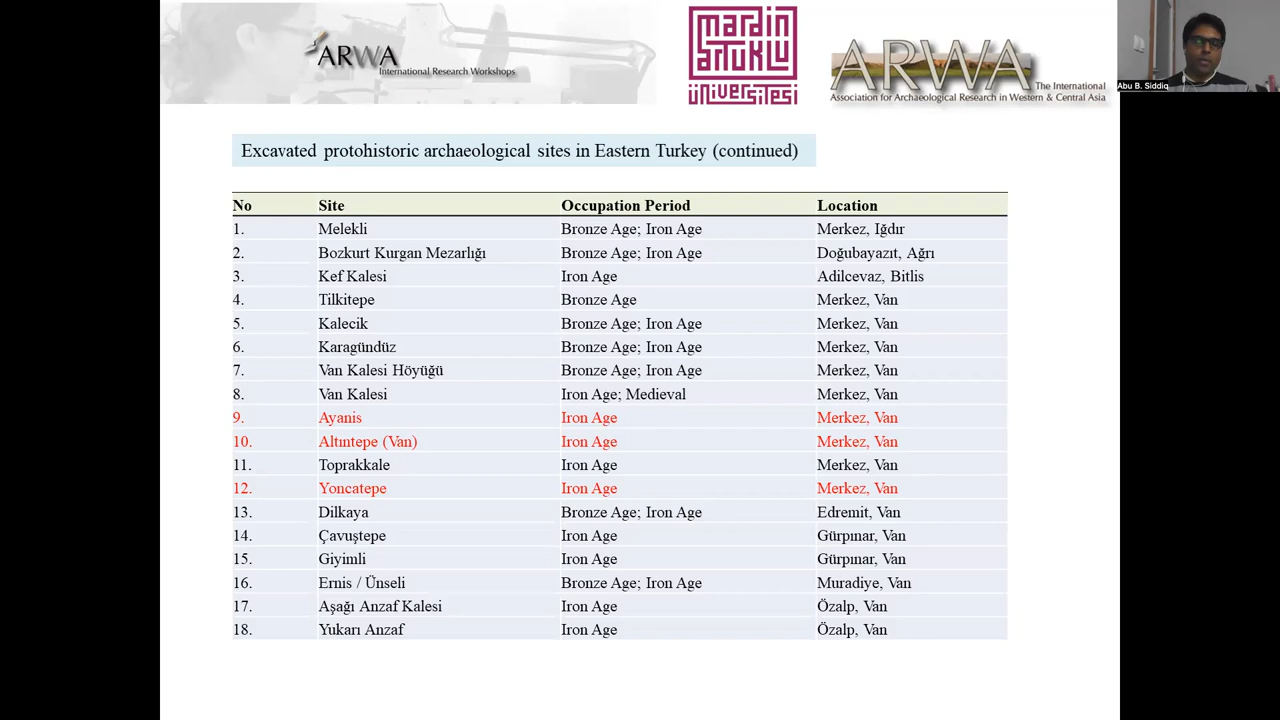 ARWA
International Research Workshops
mardin
artuklu
üniversitesi
ARWA
The International
Association for Archaeological Research in Western & Central Asia
Abu B. Siddiq
Excavated protohistoric archaeological sites in Eastern Turkey (continued)
No Site Occupation Period Location
1. Melekli Bronze Age; Iron Age Merkez, Iğdır
2. Bozkurt Kurgan Mezarlığı Bronze Age; Iron Age Doğubayazıt, Ağrı
3. Kef Kalesi Iron Age Adilcevaz, Bitlis
4. Tilkitepe Bronze Age Merkez, Van
5. Kalecik Bronze Age; Iron Age Merkez, Van
6. Karagündüz Bronze Age; Iron Age Merkez, Van
7. Van Kalesi Höyüğü Bronze Age; Iron Age Merkez, Van
8. Van Kalesi Iron Age; Medieval Merkez, Van
9. Ayanis Iron Age Merkez, Van
10. Altıntepe (Van) Iron Age Merkez, Van
11. Toprakkale Iron Age Merkez, Van
12. Yoncatepe Iron Age Merkez, Van
13. Dilkaya Bronze Age; Iron Age Edremit, Van
14. Çavuştepe Iron Age Gürpınar, Van
15. Giyimli Iron Age Gürpınar, Van
16. Ernis / Ünseli Bronze Age; Iron Age Muradiye, Van
17. Aşağı Anzaf Kalesi Iron Age Özalp, Van
18. Yukarı Anzaf Iron Age Özalp, Van